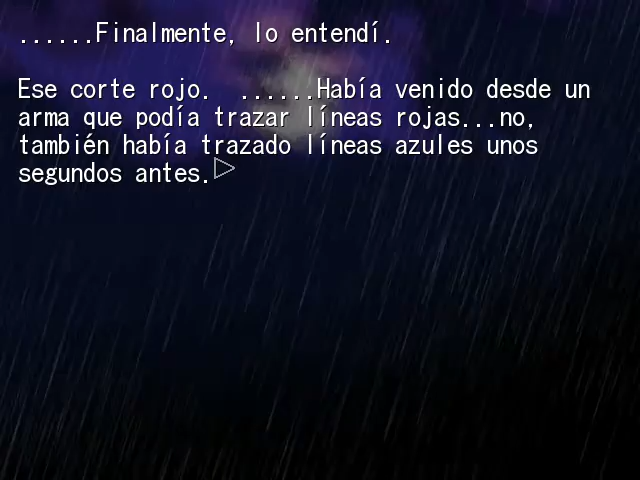 ......Finalmente, lo entendí.
Ese corte rojo.  ......Había venido desde un
arma que podía trazar líneas rojas...no,
también había trazado líneas azules unos
segundos antes.